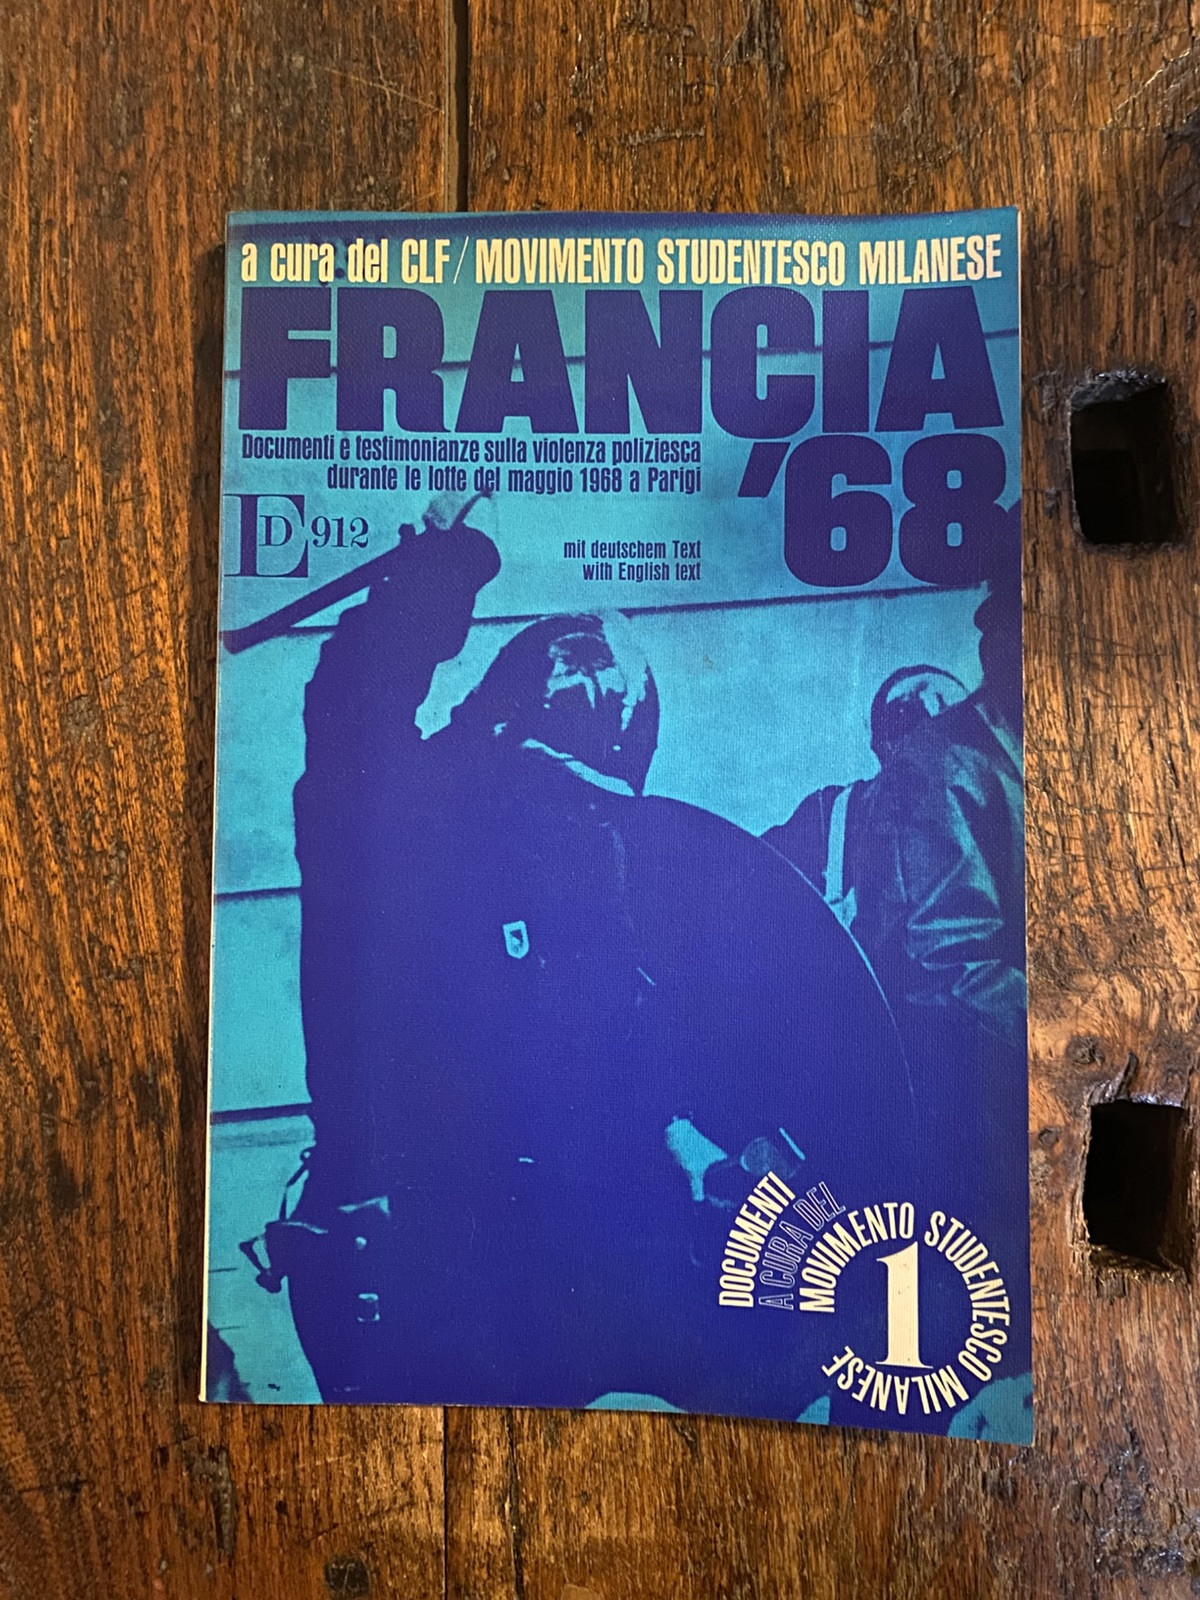 a cura del CLF / MOVIMENTO STUDENTESCO MILANESE
FRANCIA
'68
Documenti e testimonianze sulla violenza poliziesca
durante le lotte del maggio 1968 a Parigi
ED 912
mit deutschem Text
with English text
DOCUMENTI
A CURA DEL
MOVIMENTO STUDENTESCO MILANESE
1